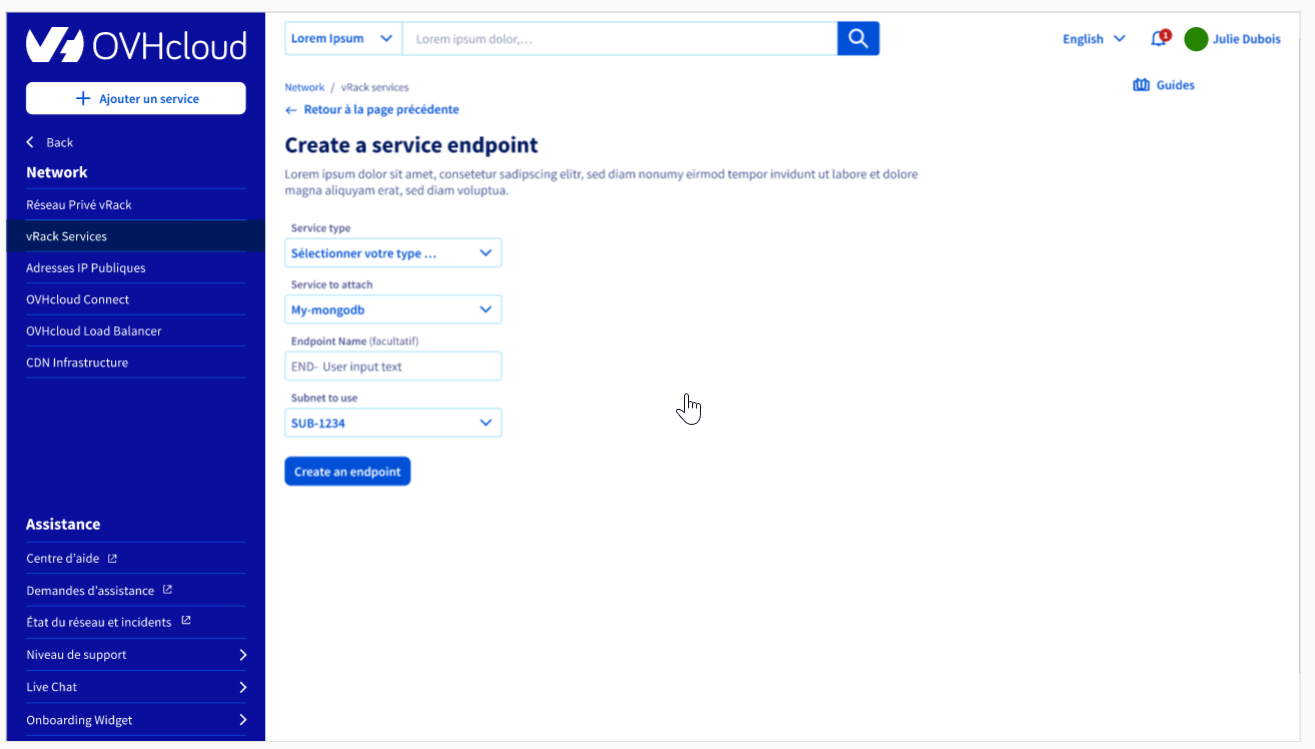 OVHcloud
Ajouter un service
Back
Network
Réseau Privé vRack
vRack Services
Adresses IP Publiques
OVHcloud Connect
OVHcloud Load Balancer
CDN Infrastructure
Assistance
Centre d'aide
Demandes d'assistance
État du réseau et incidents
Niveau de support
Live Chat
Onboarding Widget
Lorem Ipsum Lorem ipsum dolor,...
English 1 Julie Dubois
Network / vRack services
Guides
← Retour à la page précédente
Create a service endpoint
Lorem ipsum dolor sit amet, consetetur sadipscing elitr, sed diam nonumy eirmod tempor invidunt ut labore et dolore
magna aliquyam erat, sed diam voluptua.
Service type
Sélectionner votre type ...
Service to attach
My-mongodb
Endpoint Name (facultatif)
END- User input text
Subnet to use
SUB-1234
Create an endpoint